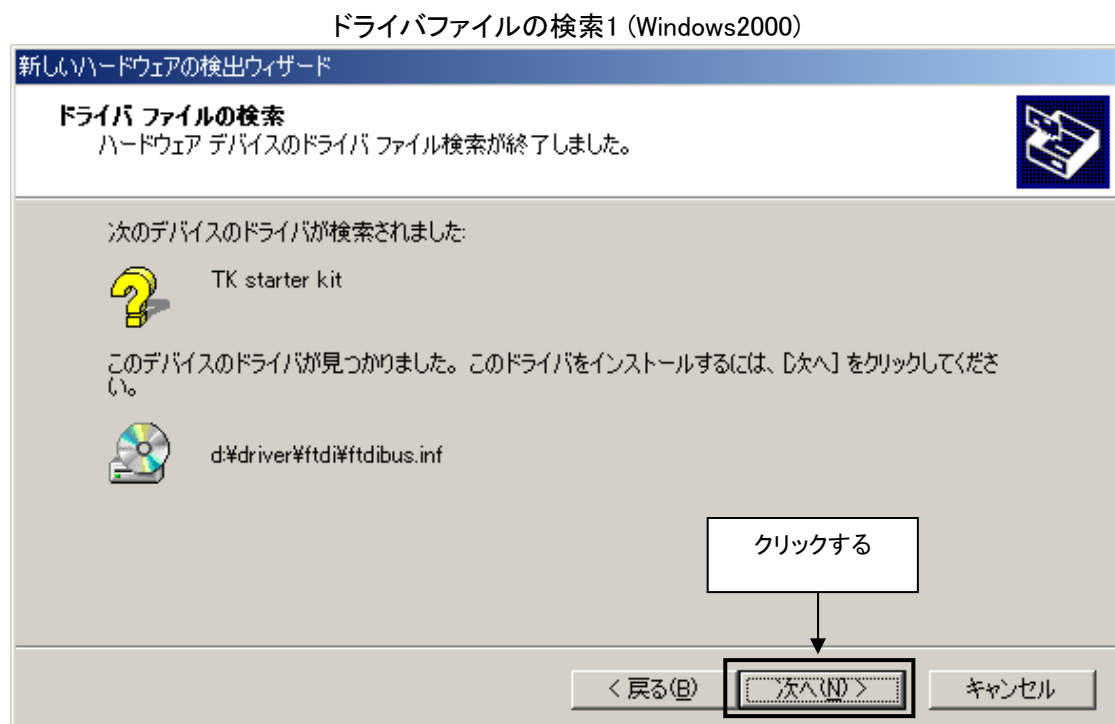 ドライバファイルの検索1 (Windows2000)
新しいハードウェアの検出ウィザード
ドライバ ファイルの検索
ハードウェア デバイスのドライバ ファイル検索が終了しました。
次のデバイスのドライバが検索されました:
TK starter kit
このデバイスのドライバが見つかりました。このドライバをインストールするには、[次へ] をクリックしてくださ
い。
d:¥driver¥ftdi¥ftdibus.inf
クリックする
< 戻る(B)
次へ(N) >
キャンセル